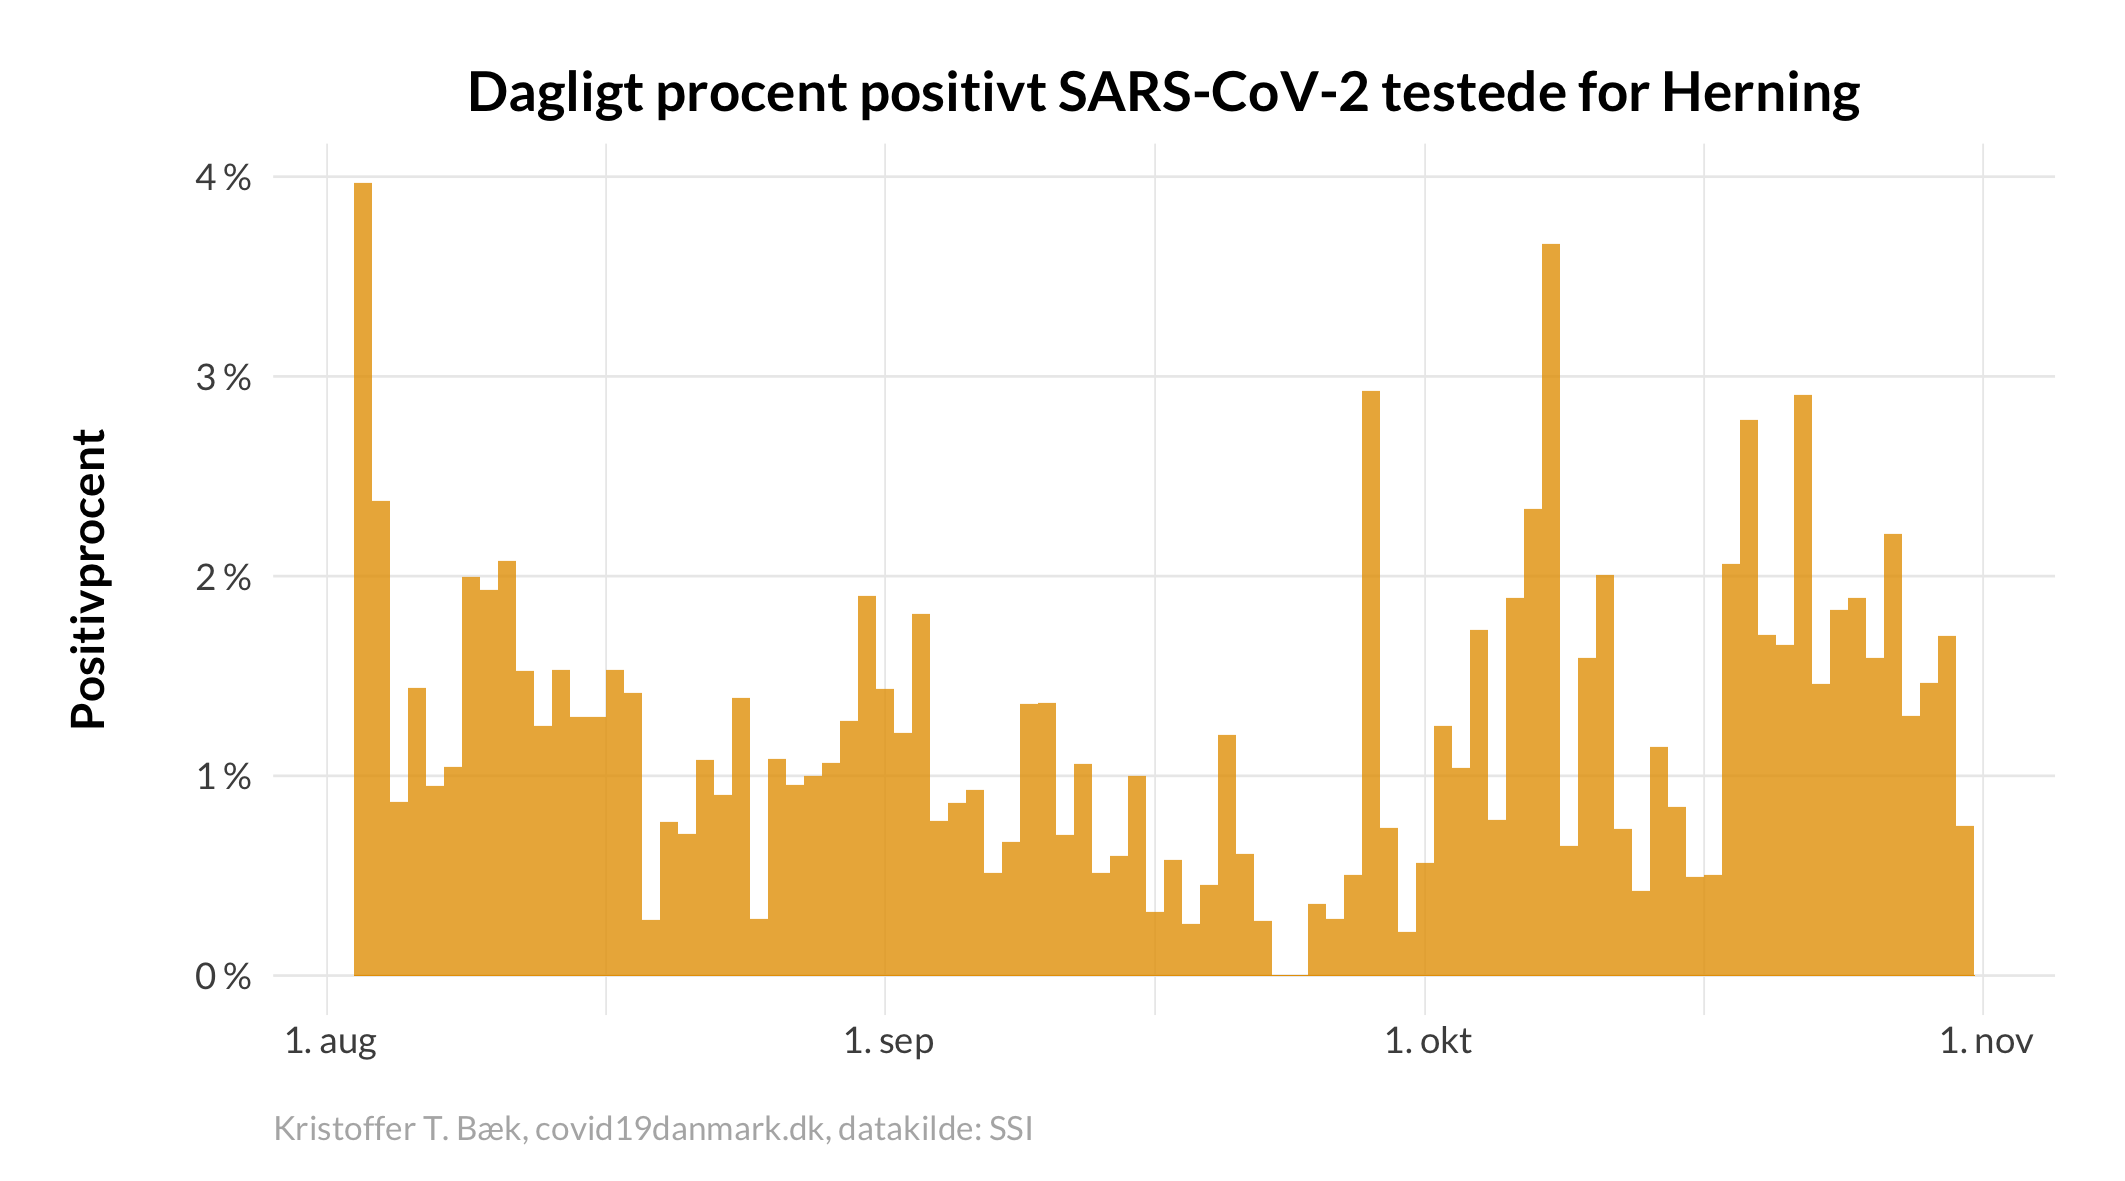 Dagligt procent positivt SARS-CoV-2 testede for Herning
Positivprocent
4 %
3 %
2 %
1 %
0 %
1. aug
1. sep
1. okt
1. nov
Kristoffer T. Bæk, covid19danmark.dk, datakilde: SSI